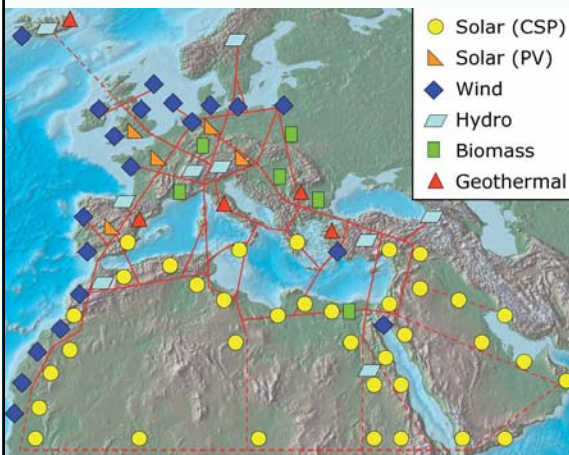 Solar (CSP)
Solar (PV)
Wind
Hydro
Biomass
Geothermal